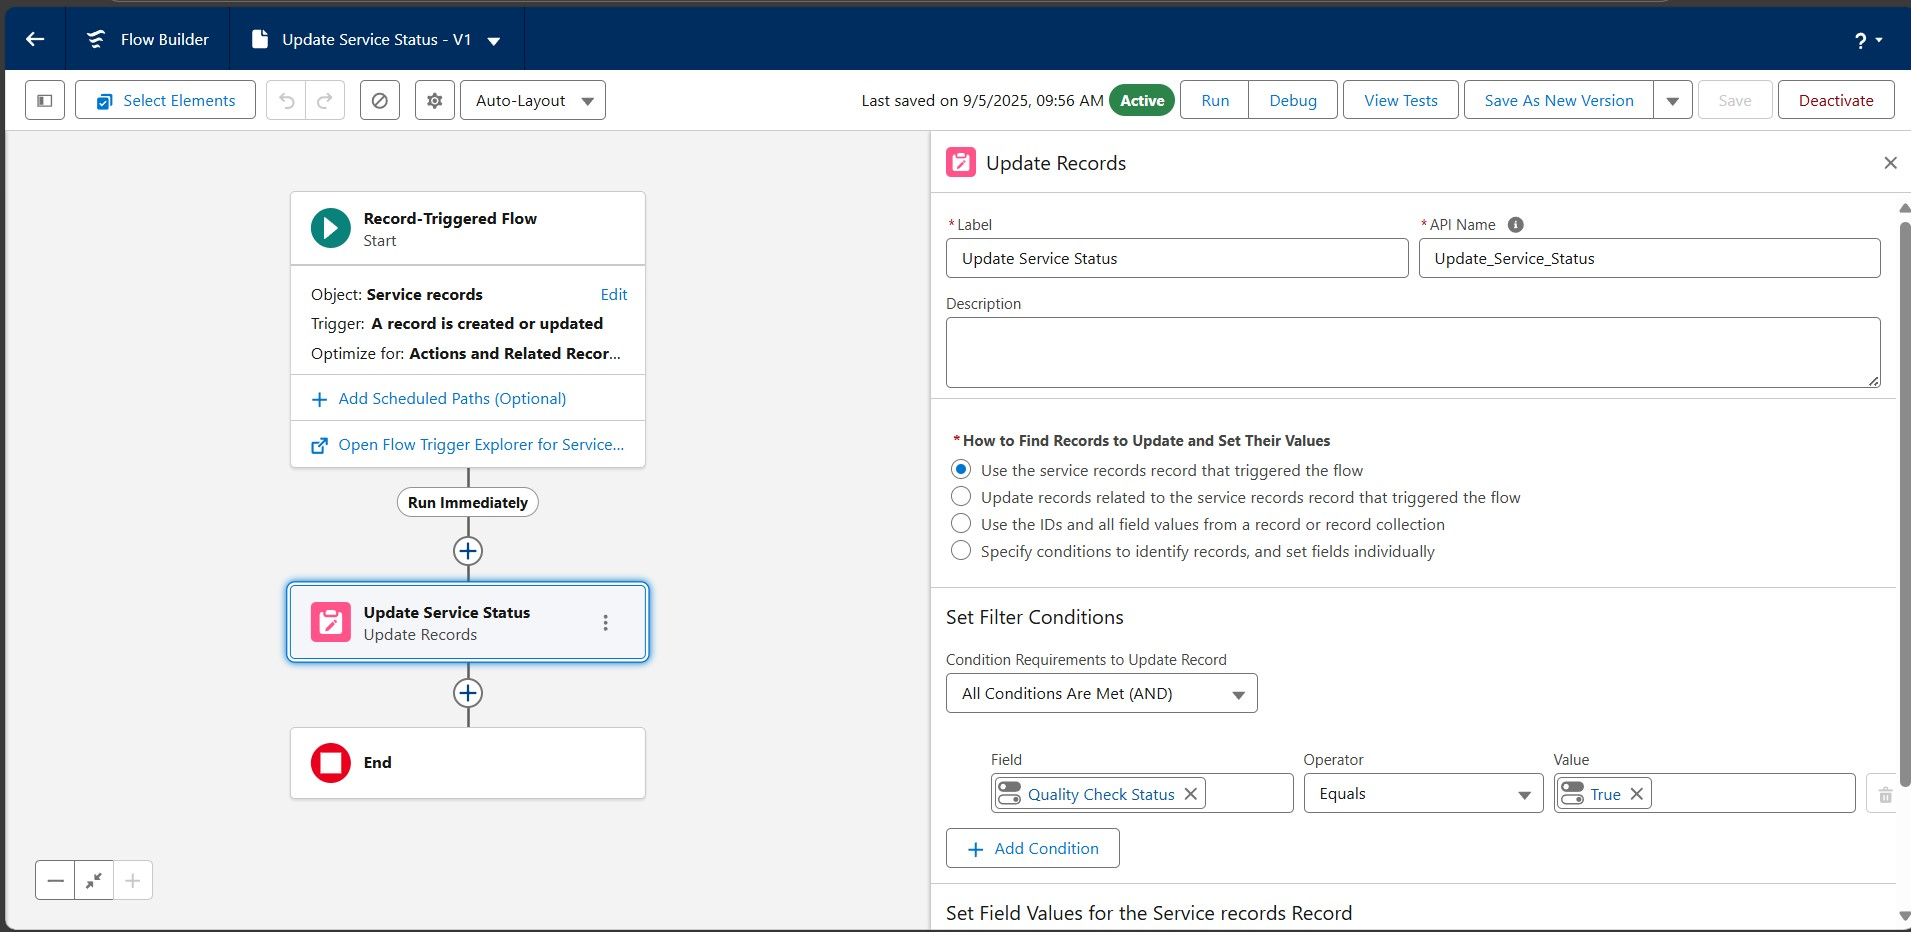 Flow Builder
Update Service Status - V1
?
Select Elements
Auto-Layout
Last saved on 9/5/2025, 09:56 AM
Active
Run
Debug
View Tests
Save As New Version
Save
Deactivate
Record-Triggered Flow
Start
Object: Service records
Edit
Trigger: A record is created or updated
Optimize for: Actions and Related Recor...
+ Add Scheduled Paths (Optional)
Open Flow Trigger Explorer for Service...
Run Immediately
Update Service Status
Update Records
End
Update Records
* Label
Update Service Status
* API Name
Update_Service_Status
Description
* How to Find Records to Update and Set Their Values
Use the service records record that triggered the flow
Update records related to the service records record that triggered the flow
Use the IDs and all field values from a record or record collection
Specify conditions to identify records, and set fields individually
Set Filter Conditions
Condition Requirements to Update Record
All Conditions Are Met (AND)
Field
Operator
Value
Quality Check Status
Equals
True
+ Add Condition
Set Field Values for the Service records Record